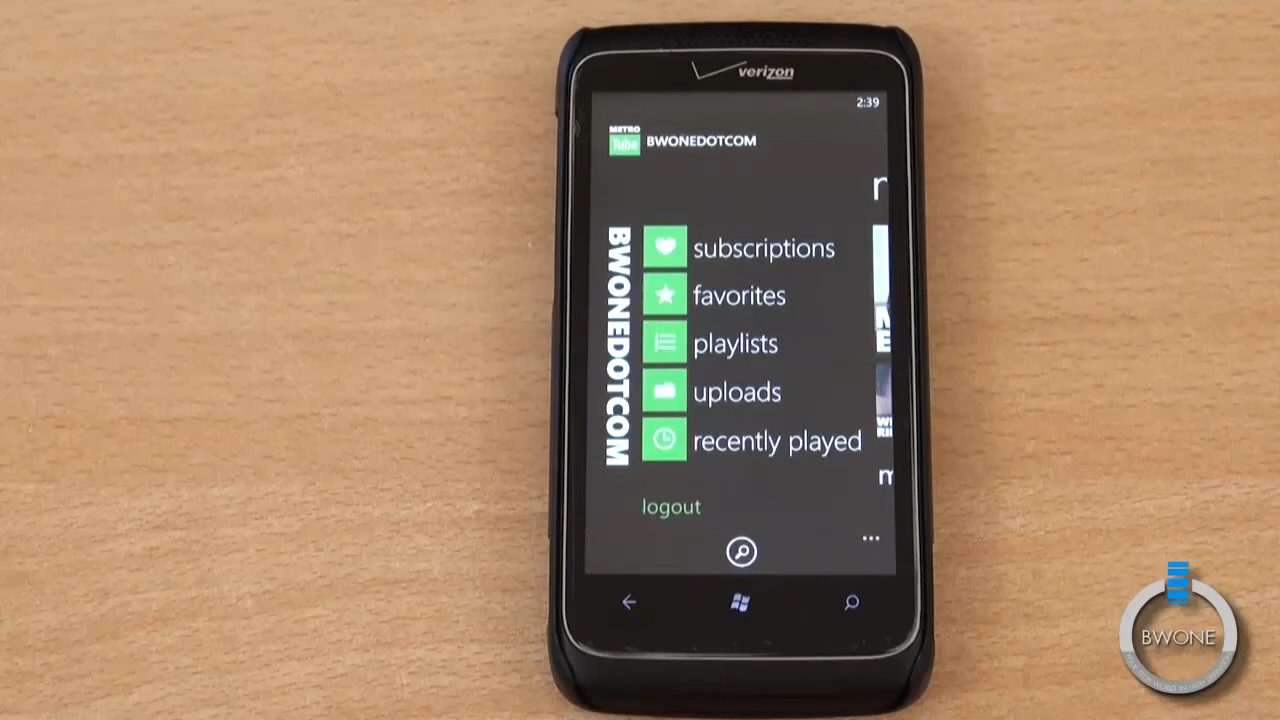 verizon
2:39
METRO
Tube
BWONEDOTCOM
BWONEDOTCOM
subscriptions
favorites
playlists
uploads
recently played
logout
BWONE